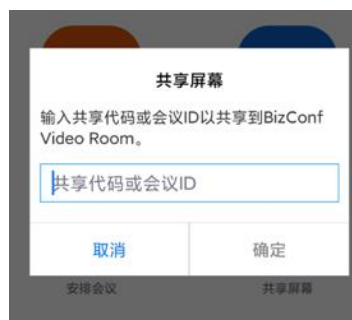 共享屏幕
输入共享代码或会议ID以共享到BizConf
Video Room。
共享代码或会议ID
取消 确定
安排会议 共享屏幕